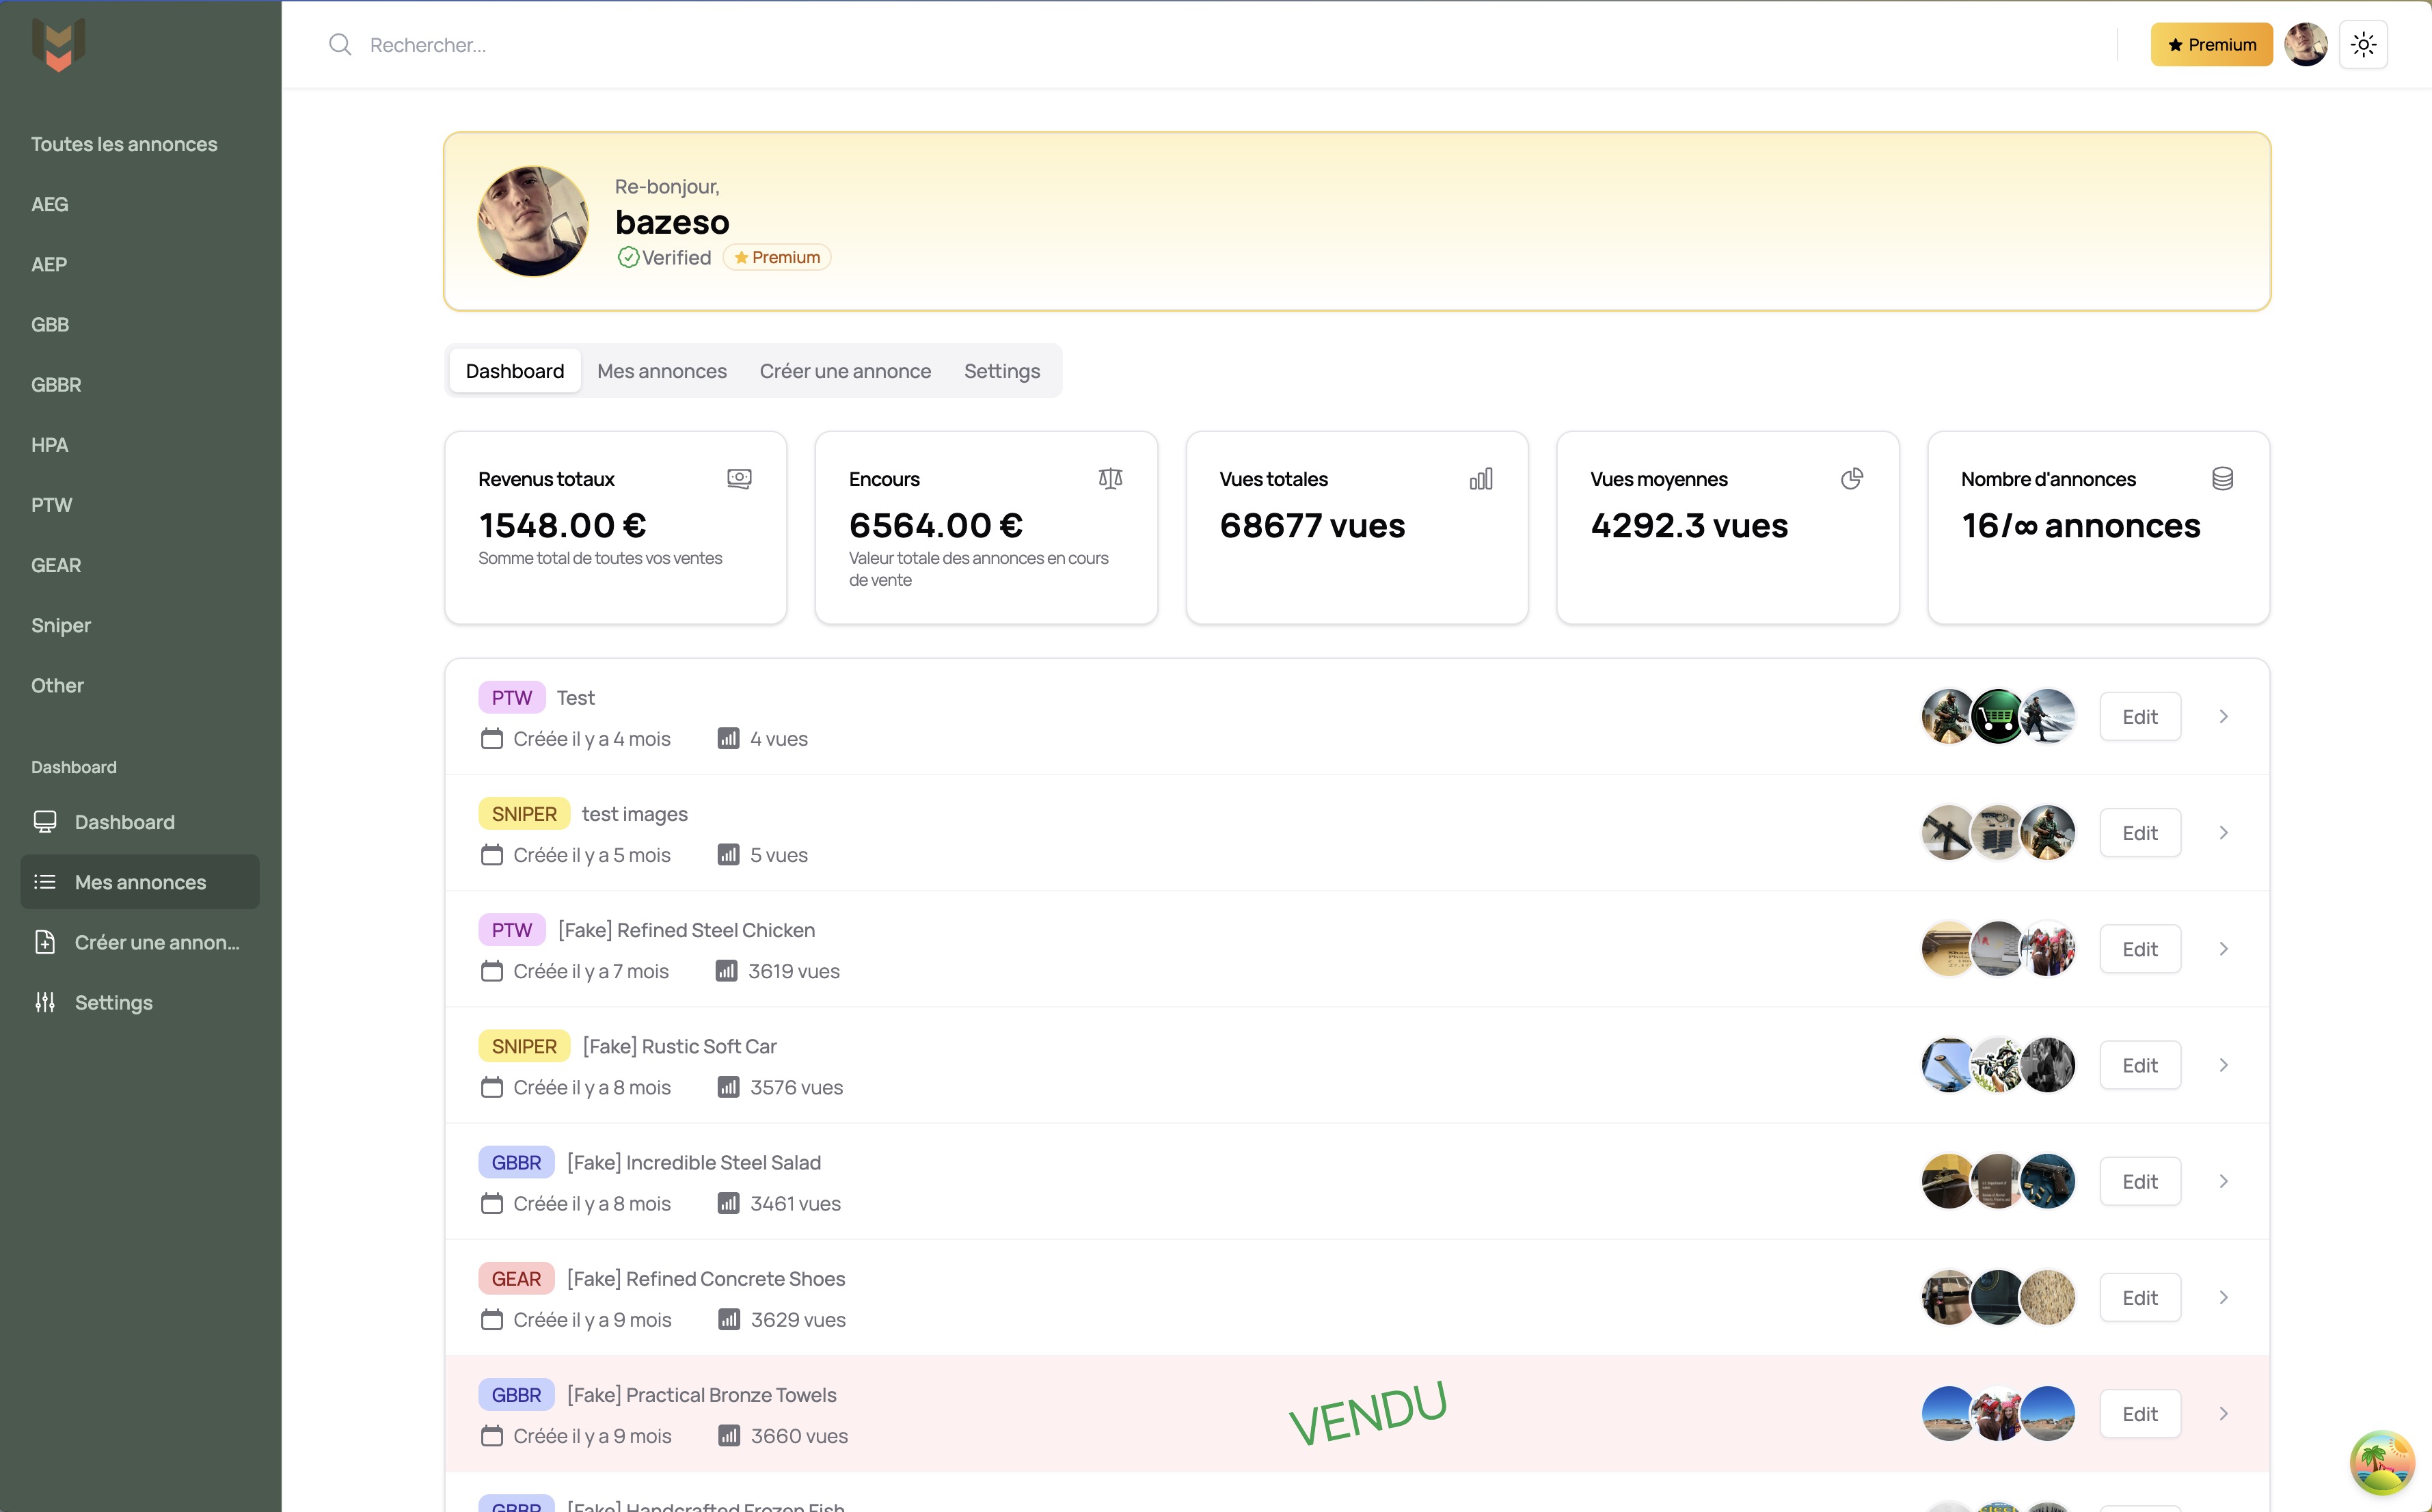 Rechercher...
Premium
Toutes les annonces
AEG
AEP
GBB
GBBR
HPA
PTW
GEAR
Sniper
Other
Dashboard
Dashboard
Mes annonces
Créer une annon...
Settings
Re-bonjour,
bazeso
Verified Premium
Dashboard Mes annonces Créer une annonce Settings
Revenus totaux
1548.00 €
Somme total de toutes vos ventes
Encours
6564.00 €
Valeur totale des annonces en cours
de vente
Vues totales
68677 vues
Vues moyennes
4292.3 vues
Nombre d'annonces
16/∞ annonces
PTW Test
Créée il y a 4 mois 4 vues
Edit
SNIPER test images
Créée il y a 5 mois 5 vues
Edit
PTW [Fake] Refined Steel Chicken
Créée il y a 7 mois 3619 vues
Edit
SNIPER [Fake] Rustic Soft Car
Créée il y a 8 mois 3576 vues
Edit
GBBR [Fake] Incredible Steel Salad
Créée il y a 8 mois 3461 vues
Edit
GEAR [Fake] Refined Concrete Shoes
Créée il y a 9 mois 3629 vues
Edit
GBBR [Fake] Practical Bronze Towels
Créée il y a 9 mois 3660 vues
VENDU
Edit
GBBR [Fake] Handcrafted Frozen Fish